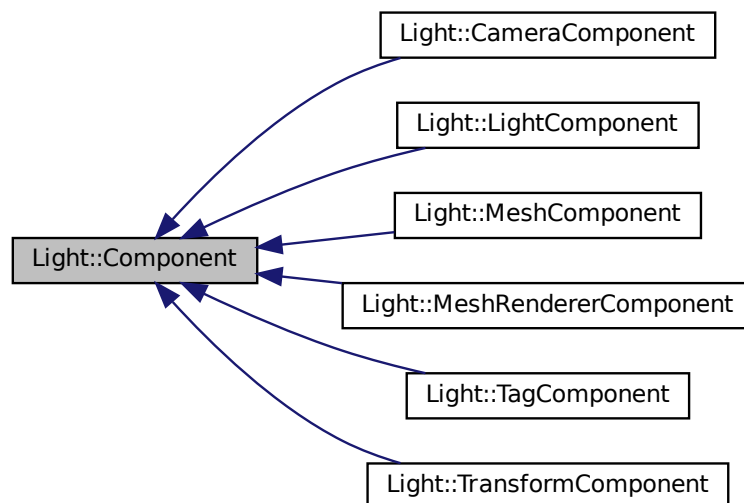 Light::CameraComponent
Light::LightComponent
Light::MeshComponent
Light::Component
Light::MeshRendererComponent
Light::TagComponent
Light::TransformComponent